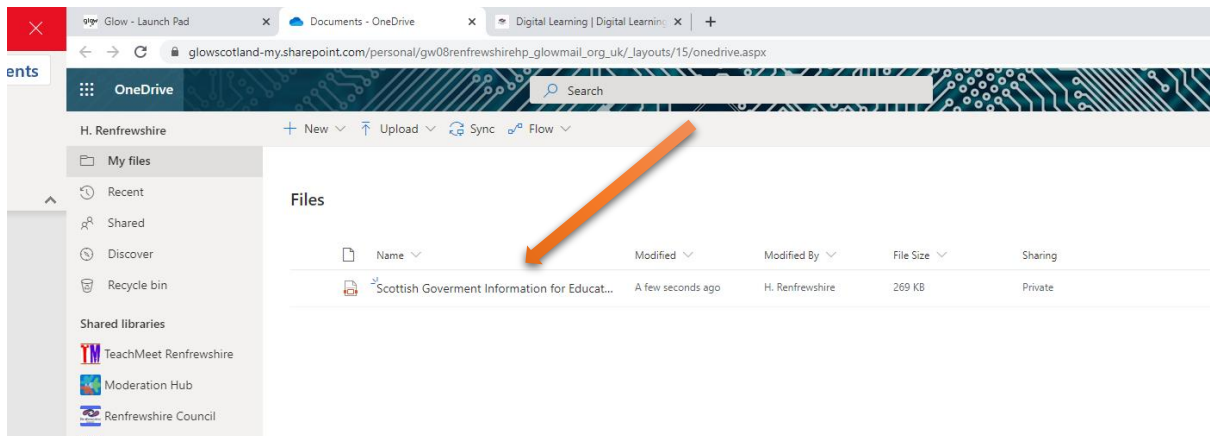 Glow - Launch Pad
Documents - OneDrive
Digital Learning | Digital Learning
glowscotland-my.sharepoint.com/personal/gw08renfrewshirehp_glowmail_org_uk/_layouts/15/onedrive.aspx
ents
OneDrive
Search
H. Renfrewshire
New
Upload
Sync
Flow
My files
Recent
Shared
Discover
Recycle bin
Shared libraries
TeachMeet Renfrewshire
Moderation Hub
Renfrewshire Council
Files
Name Modified Modified By File Size Sharing
Scottish Goverment Information for Educat... A few seconds ago H. Renfrewshire 269 KB Private